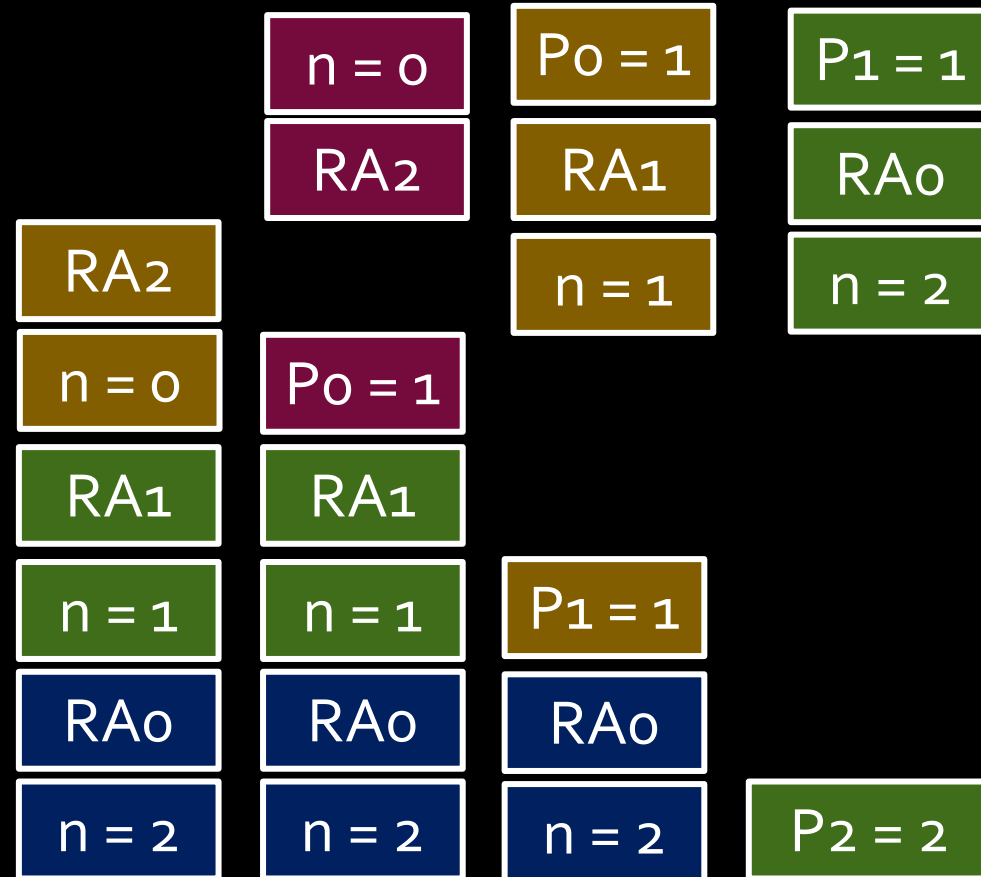 RA2
n = 0
RA1
n = 1
RA0
n = 2
n = 0
RA2
P0 = 1
RA1
n = 1
RA0
n = 2
P0 = 1
RA1
n = 1
P1 = 1
RA0
n = 2
P1 = 1
RA0
n = 2
P2 = 2